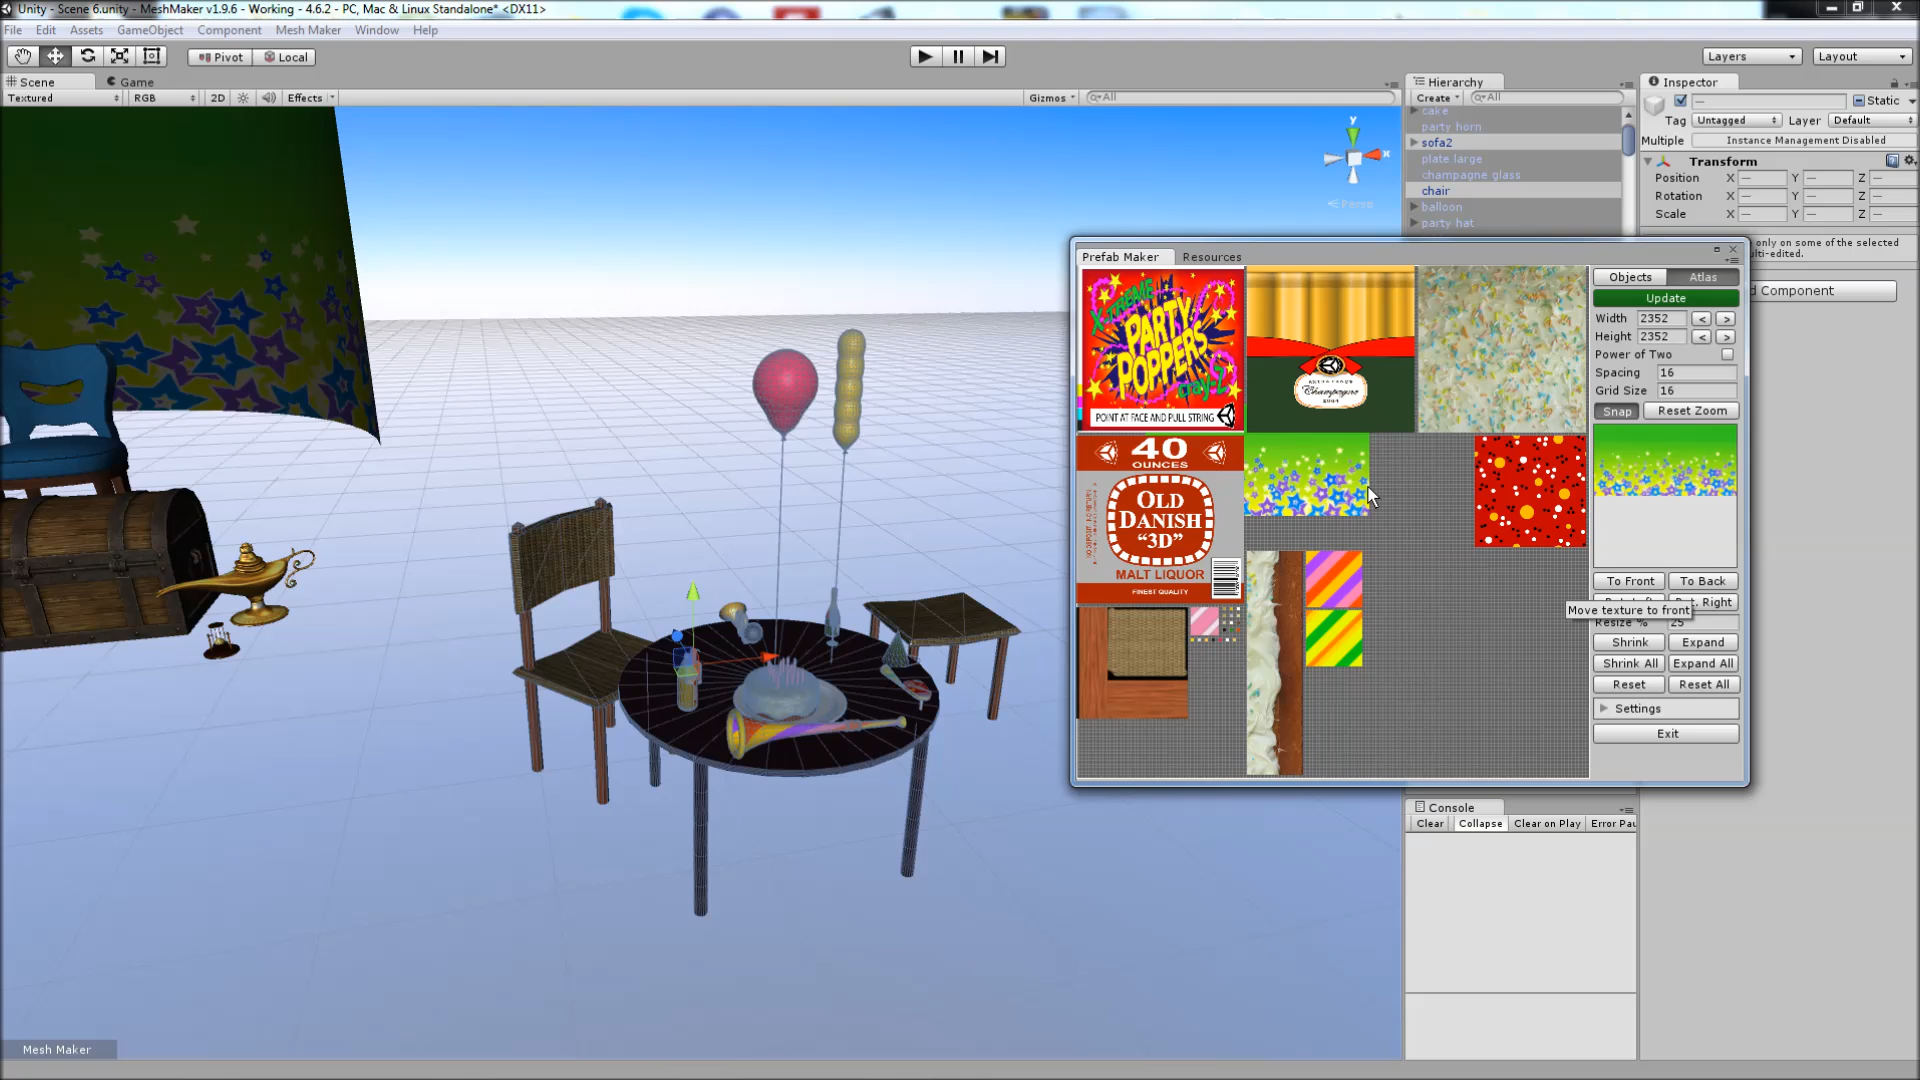 Unity - Scene 6.unity - MeshMaker v1.9.6 - Working - 4.6.2 - PC, Mac & Linux Standalone* <DX11>
File Edit Assets GameObject Component Mesh Maker Window Help
Pivot Local
Layers Layout
Scene Game
Hierarchy
Inspector
Textured RGB 2D Effects Gizmos All
Create All
Static
Tag Untagged Layer Default
Multiple Instance Management Disabled
cake
party horn
sofa2
plate large
champagne glass
chair
balloon
party hat
Transform
Position X — Y — Z —
Rotation X — Y — Z —
Scale X — Y — Z —
only on some of the selected
d Component
y
x
Persp
Prefab Maker Resources
X-TREME
PARTY
POPPERS
POINT AT FACE AND PULL STRING
Champagne
40
OUNCES
OLD
DANISH
"3D"
MALT LIQUOR
FINEST QUALITY
Objects Atlas
Update
Width 2352 < >
Height 2352 < >
Power of Two
Spacing 16
Grid Size 16
Snap Reset Zoom
To Front To Back
Right
Move texture to front
Resize % 25
Shrink Expand
Shrink All Expand All
Reset Reset All
Settings
Exit
Console
Clear Collapse Clear on Play Error Pau
Mesh Maker